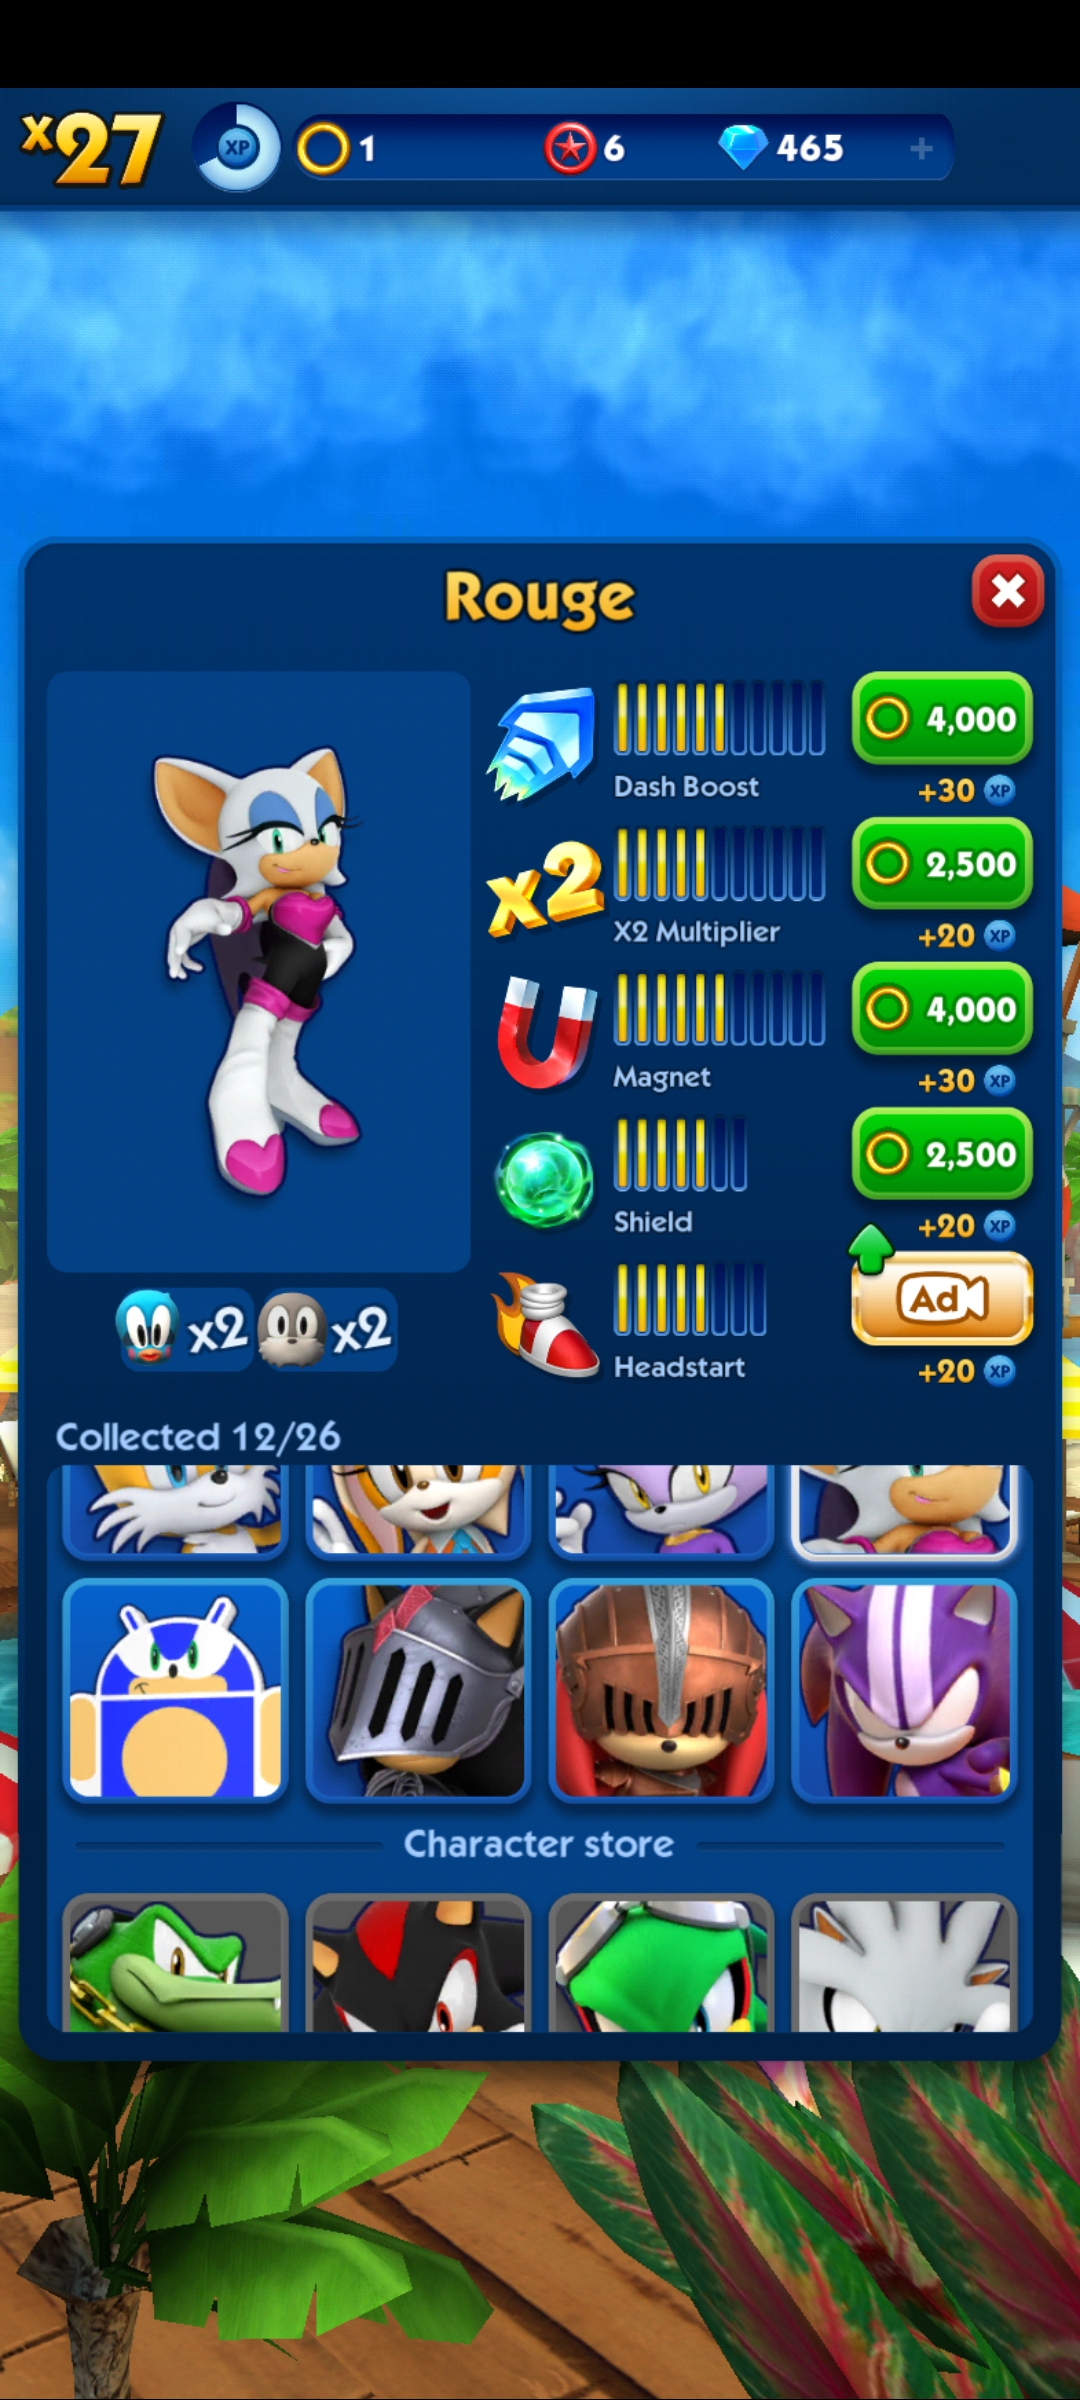 x27
XP
1
6
465
+
Rouge
4,000
Dash Boost
+30 XP
x2
2,500
X2 Multiplier
+20 XP
4,000
Magnet
+30 XP
2,500
Shield
+20 XP
Ad
x2 x2
Headstart
+20 XP
Collected 12/26
Character store